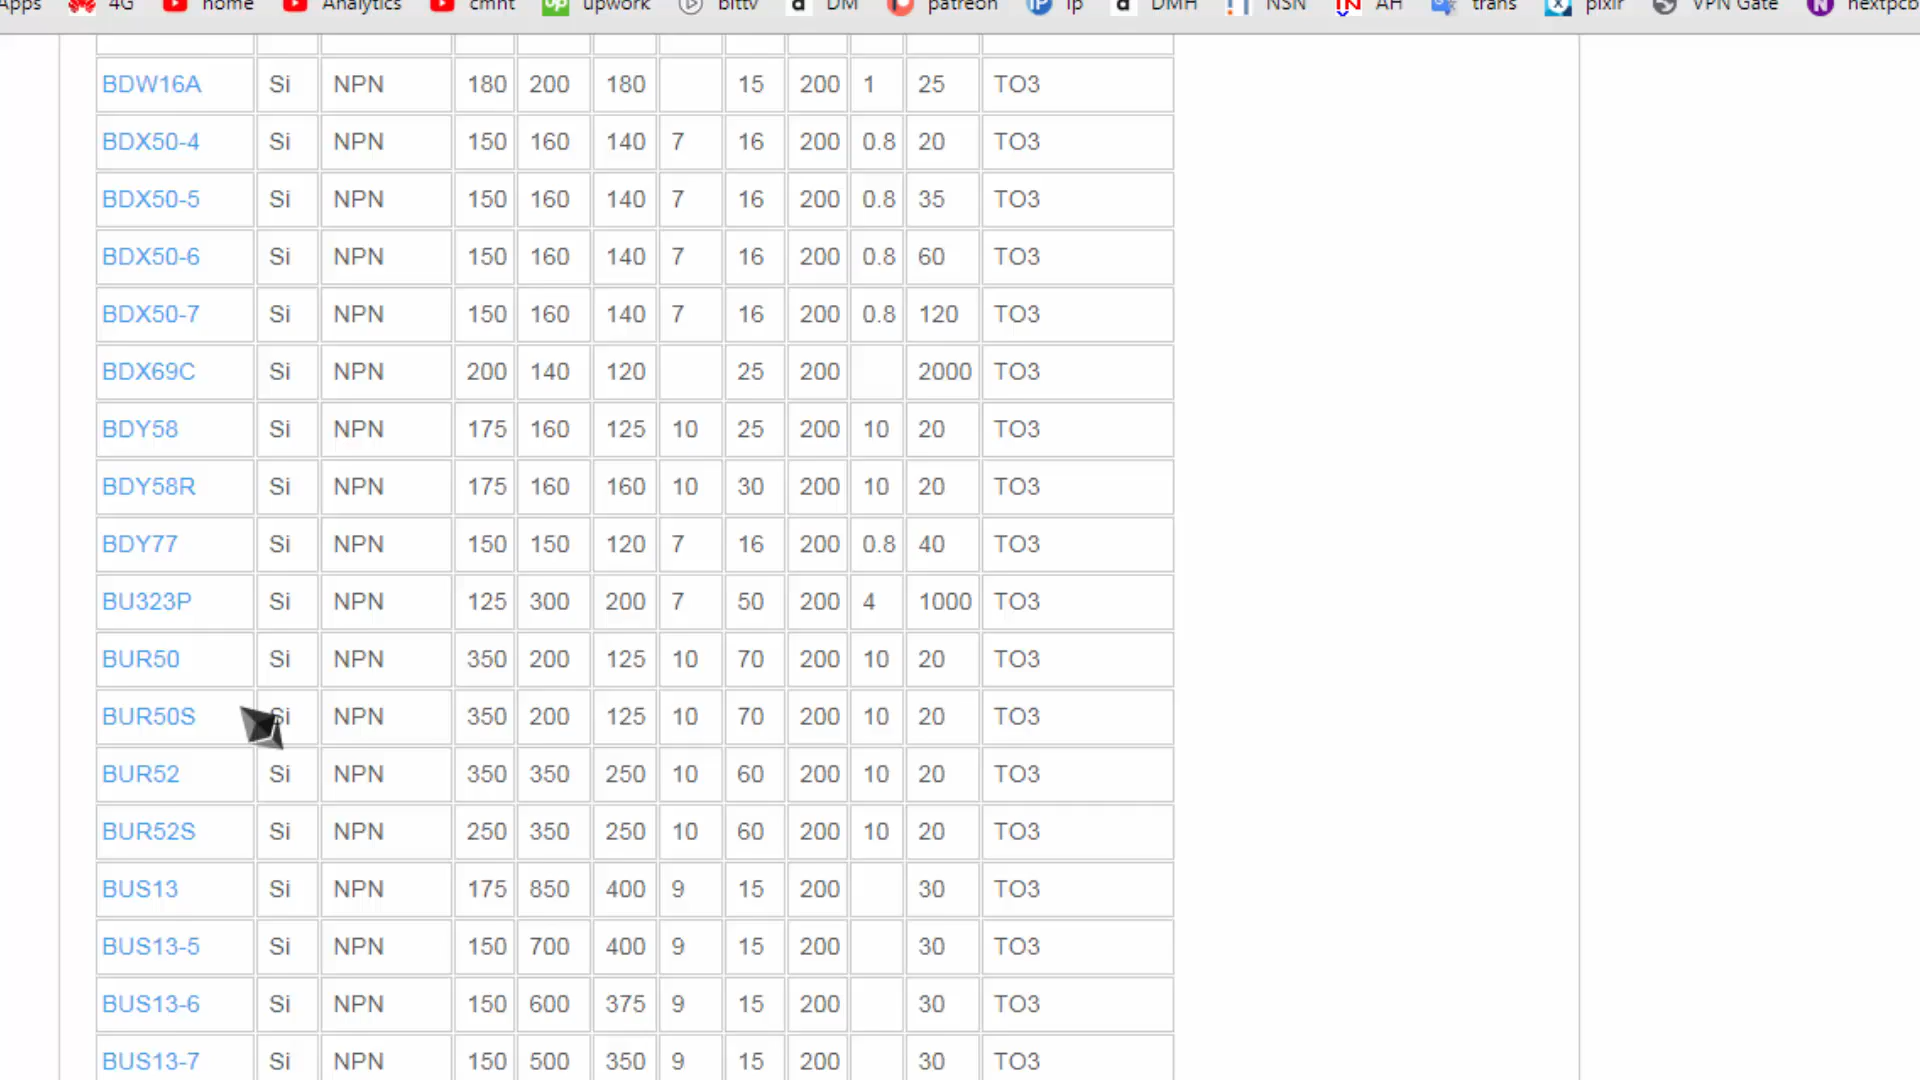 Apps 4G home Analytics cmnt up upwork bittv a DM patreon IP ip a DMH NSN AH trans x pixlr VPN Gate N nextpco
BDW16A Si NPN 180 200 180 15 200 1 25 TO3
BDX50-4 Si NPN 150 160 140 7 16 200 0.8 20 TO3
BDX50-5 Si NPN 150 160 140 7 16 200 0.8 35 TO3
BDX50-6 Si NPN 150 160 140 7 16 200 0.8 60 TO3
BDX50-7 Si NPN 150 160 140 7 16 200 0.8 120 TO3
BDX69C Si NPN 200 140 120 25 200 2000 TO3
BDY58 Si NPN 175 160 125 10 25 200 10 20 TO3
BDY58R Si NPN 175 160 160 10 30 200 10 20 TO3
BDY77 Si NPN 150 150 120 7 16 200 0.8 40 TO3
BU323P Si NPN 125 300 200 7 50 200 4 1000 TO3
BUR50 Si NPN 350 200 125 10 70 200 10 20 TO3
BUR50S Si NPN 350 200 125 10 70 200 10 20 TO3
BUR52 Si NPN 350 350 250 10 60 200 10 20 TO3
BUR52S Si NPN 250 350 250 10 60 200 10 20 TO3
BUS13 Si NPN 175 850 400 9 15 200 30 TO3
BUS13-5 Si NPN 150 700 400 9 15 200 30 TO3
BUS13-6 Si NPN 150 600 375 9 15 200 30 TO3
BUS13-7 Si NPN 150 500 350 9 15 200 30 TO3